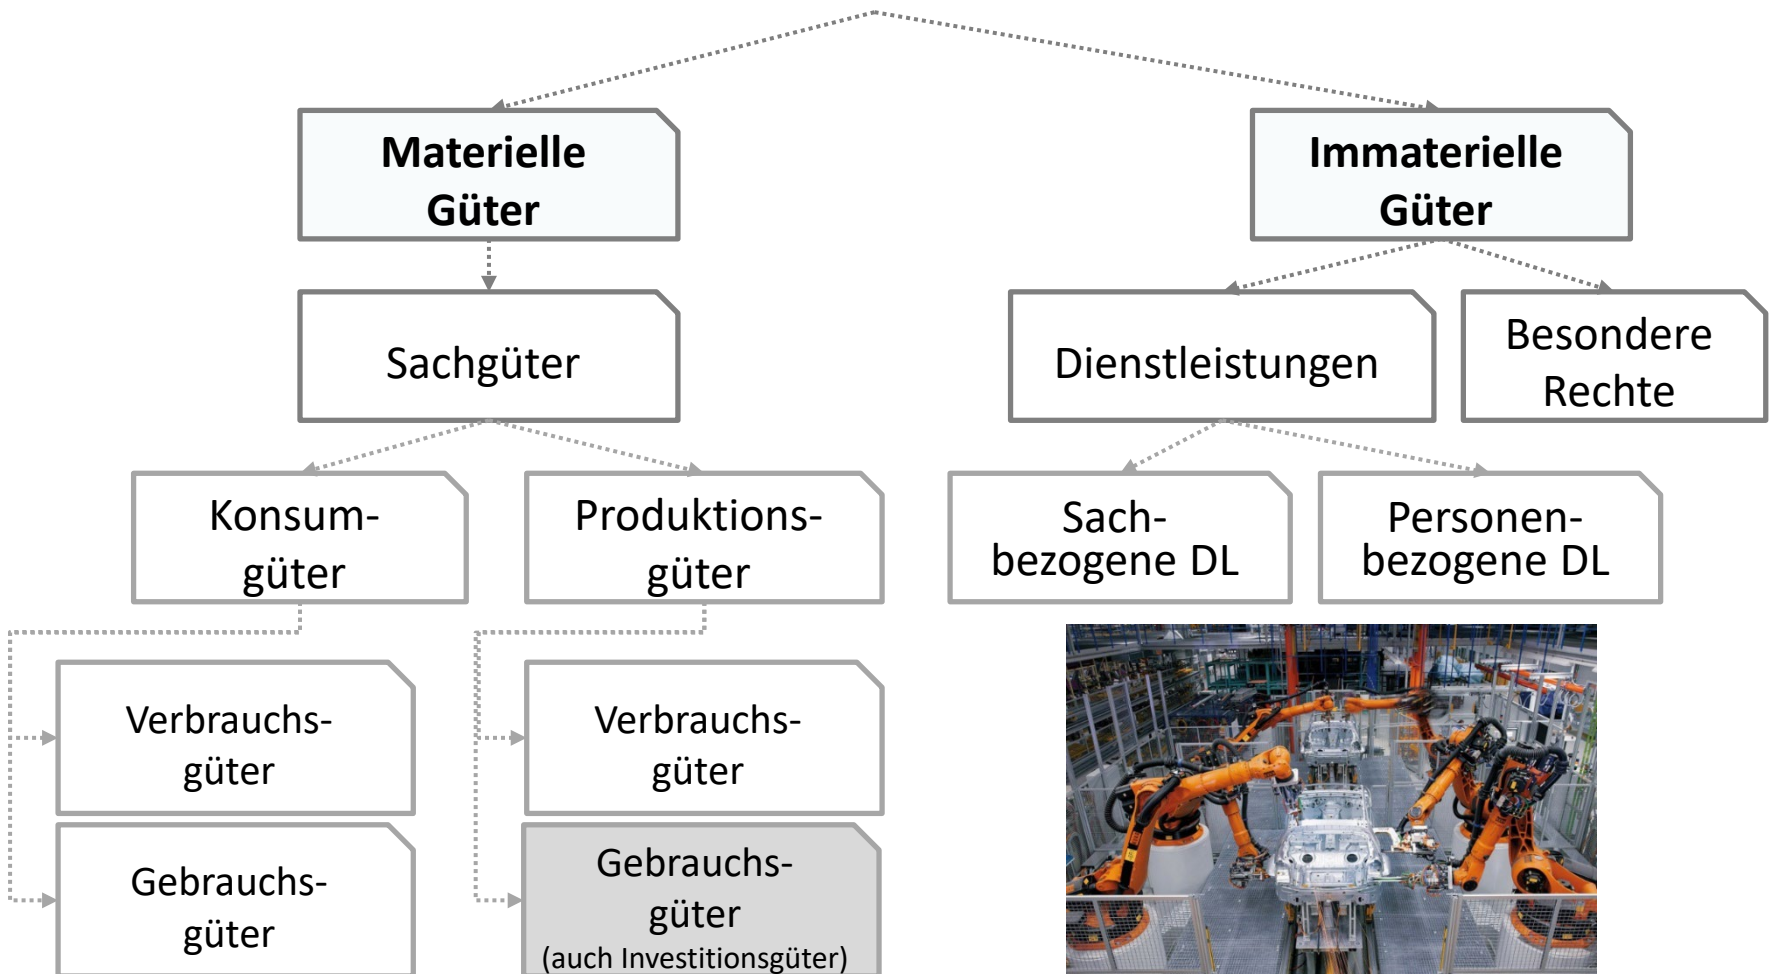 Materielle
Güter
Immaterielle
Güter
Sachgüter
Dienstleistungen
Besondere
Rechte
Konsum-
güter
Produktions-
güter
Sach-
bezogene DL
Personen-
bezogene DL
Verbrauchs-
güter
Verbrauchs-
güter
Gebrauchs-
güter
Gebrauchs-
güter
(auch Investitionsgüter)